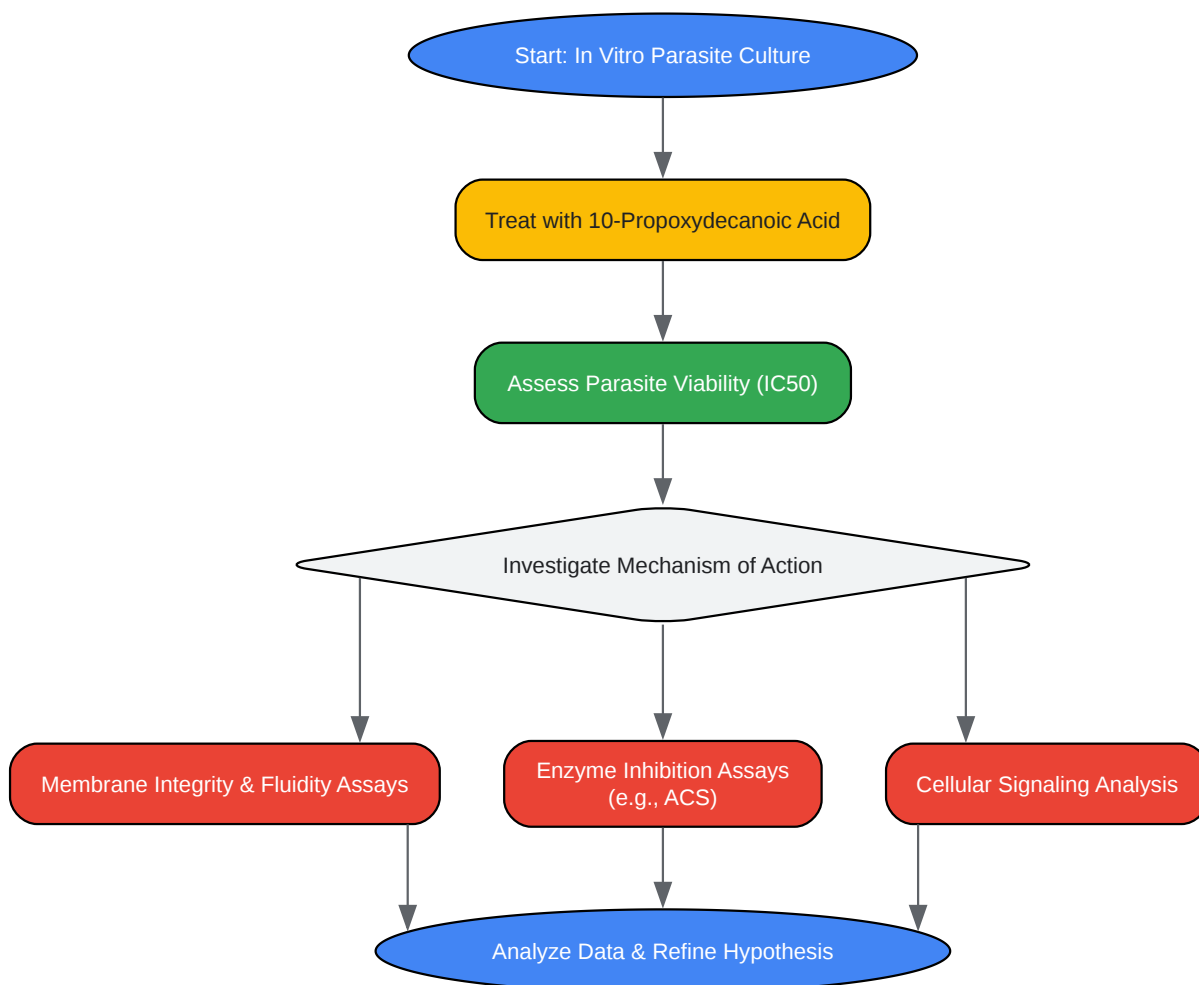 Start: In Vitro Parasite Culture
Treat with 10-Propoxydecanoic Acid
Assess Parasite Viability (IC50)
Investigate Mechanism of Action
Membrane Integrity & Fluidity Assays
Enzyme Inhibition Assays
(e.g., ACS)
Cellular Signaling Analysis
Analyze Data & Refine Hypothesis